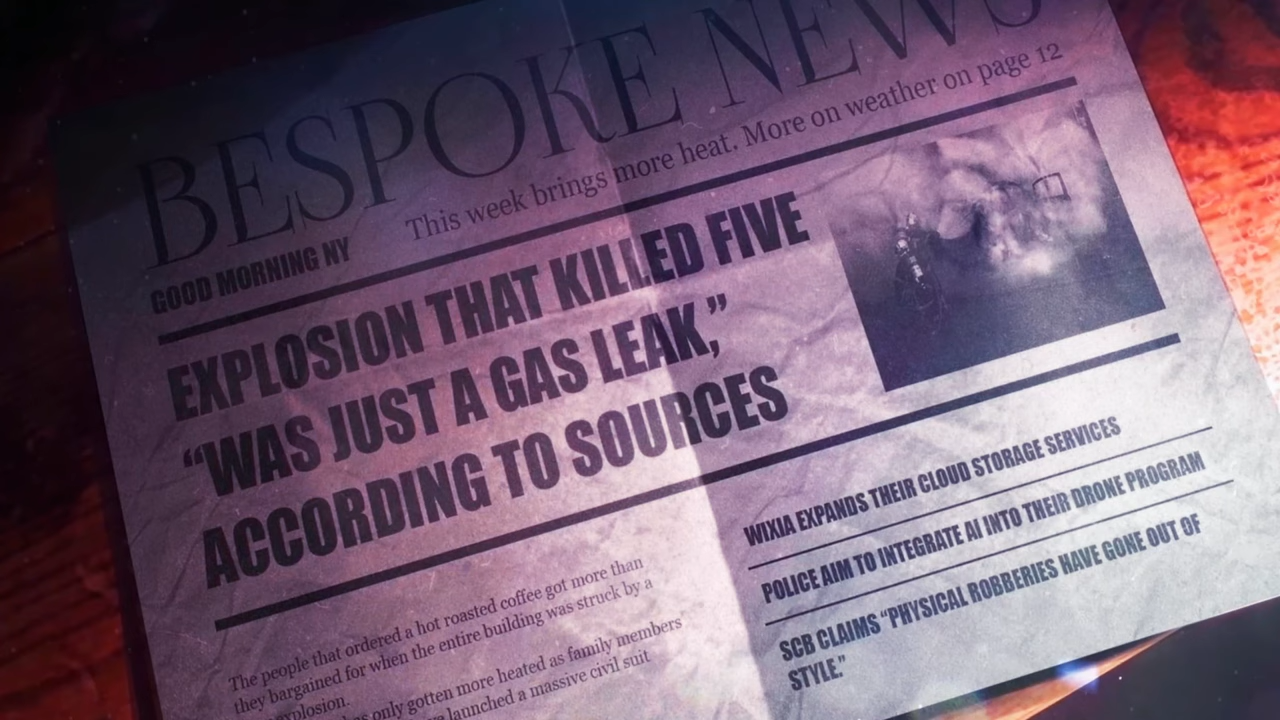 BESPOKE NEWS
This week brings more heat. More on weather on page 12
GOOD MORNING NY
EXPLOSION THAT KILLED FIVE
“WAS JUST A GAS LEAK,”
ACCORDING TO SOURCES
The people that ordered a hot roasted coffee got more than
they bargained for when the entire building was struck by a
explosion.
only gotten more heated as family members
launched a massive civil suit
WIXIA EXPANDS THEIR CLOUD STORAGE SERVICES
POLICE AIM TO INTEGRATE AI INTO THEIR DRONE PROGRAM
SCB CLAIMS “PHYSICAL ROBBERIES HAVE GONE OUT OF
STYLE.”